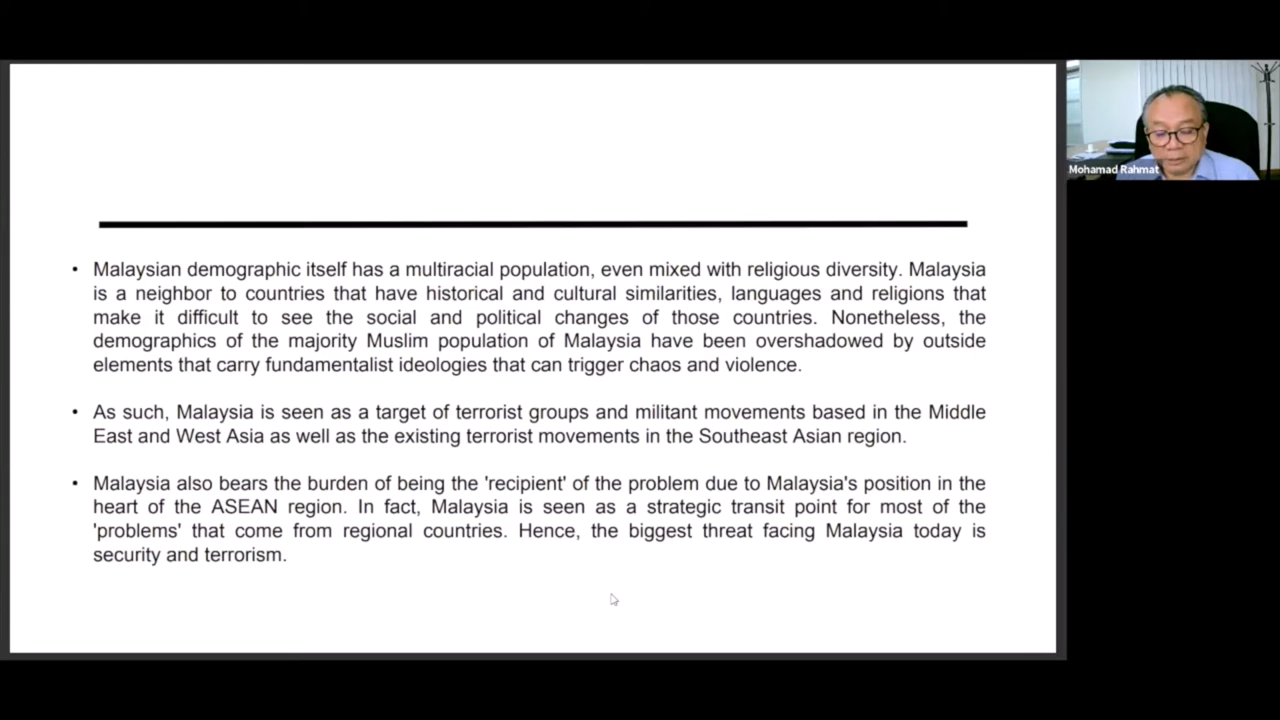 • Malaysian demographic itself has a multiracial population, even mixed with religious diversity. Malaysia
is a neighbor to countries that have historical and cultural similarities, languages and religions that
make it difficult to see the social and political changes of those countries. Nonetheless, the
demographics of the majority Muslim population of Malaysia have been overshadowed by outside
elements that carry fundamentalist ideologies that can trigger chaos and violence.
• As such, Malaysia is seen as a target of terrorist groups and militant movements based in the Middle
East and West Asia as well as the existing terrorist movements in the Southeast Asian region.
• Malaysia also bears the burden of being the 'recipient' of the problem due to Malaysia's position in the
heart of the ASEAN region. In fact, Malaysia is seen as a strategic transit point for most of the
'problems' that come from regional countries. Hence, the biggest threat facing Malaysia today is
security and terrorism.
Mohamad Rahmat